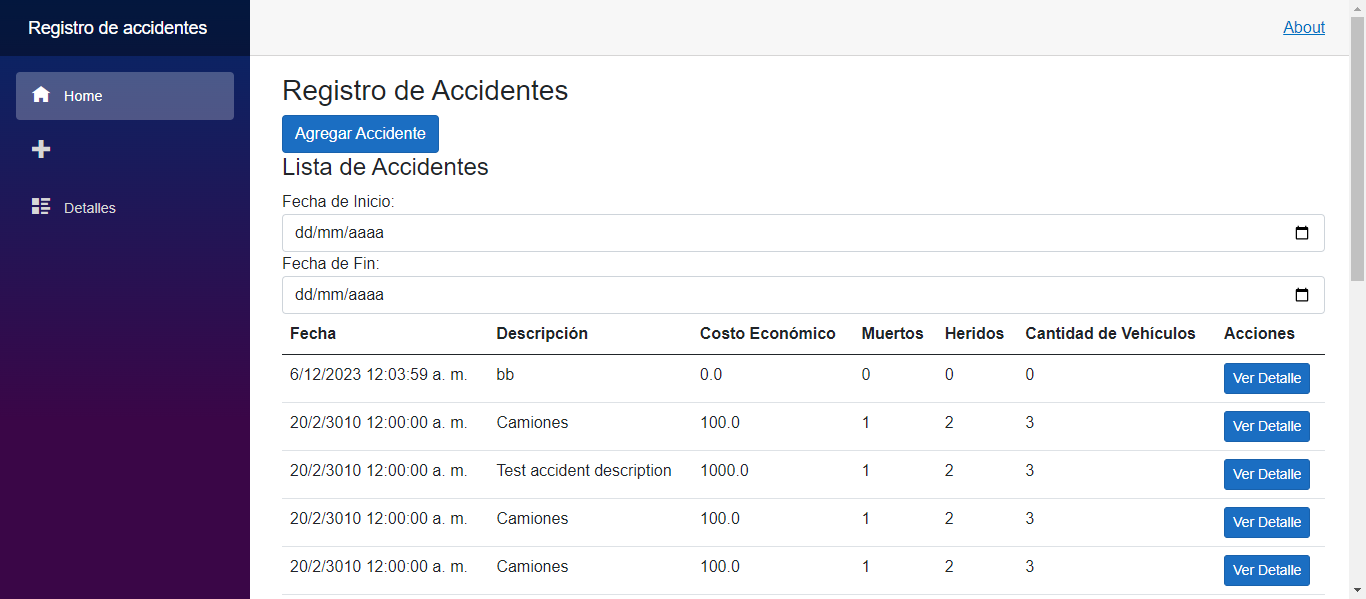 Registro de accidentes
About
Home
Detalles
Registro de Accidentes
Agregar Accidente
Lista de Accidentes
Fecha de Inicio:
dd/mm/aaaa
Fecha de Fin:
dd/mm/aaaa
Fecha Descripción Costo Económico Muertos Heridos Cantidad de Vehículos Acciones
6/12/2023 12:03:59 a. m. bb 0.0 0 0 0 Ver Detalle
20/2/3010 12:00:00 a. m. Camiones 100.0 1 2 3 Ver Detalle
20/2/3010 12:00:00 a. m. Test accident description 1000.0 1 2 3 Ver Detalle
20/2/3010 12:00:00 a. m. Camiones 100.0 1 2 3 Ver Detalle
20/2/3010 12:00:00 a. m. Camiones 100.0 1 2 3 Ver Detalle